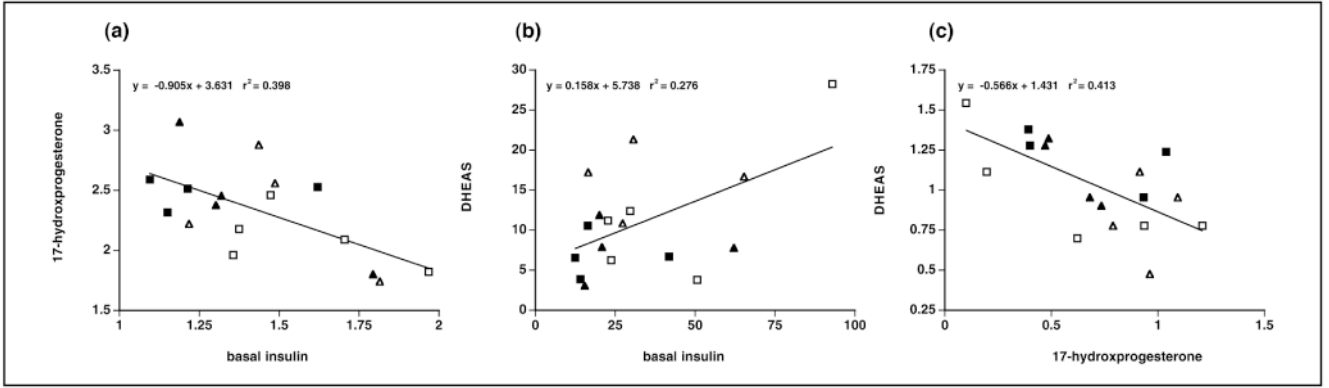 (a)
y = -0.905x + 3.631 r² = 0.398
17-hydroxprogesterone
3.5
3
2.5
2
1.5
1
1.25
1.5
1.75
2
basal insulin
(b)
y = 0.158x + 5.738 r² = 0.276
DHEAS
30
25
20
15
10
5
0
0
25
50
75
100
basal insulin
(c)
y = -0.566x + 1.431 r² = 0.413
DHEAS
1.75
1.5
1.25
1
0.75
0.5
0.25
0
0.5
1
1.5
17-hydroxprogesterone